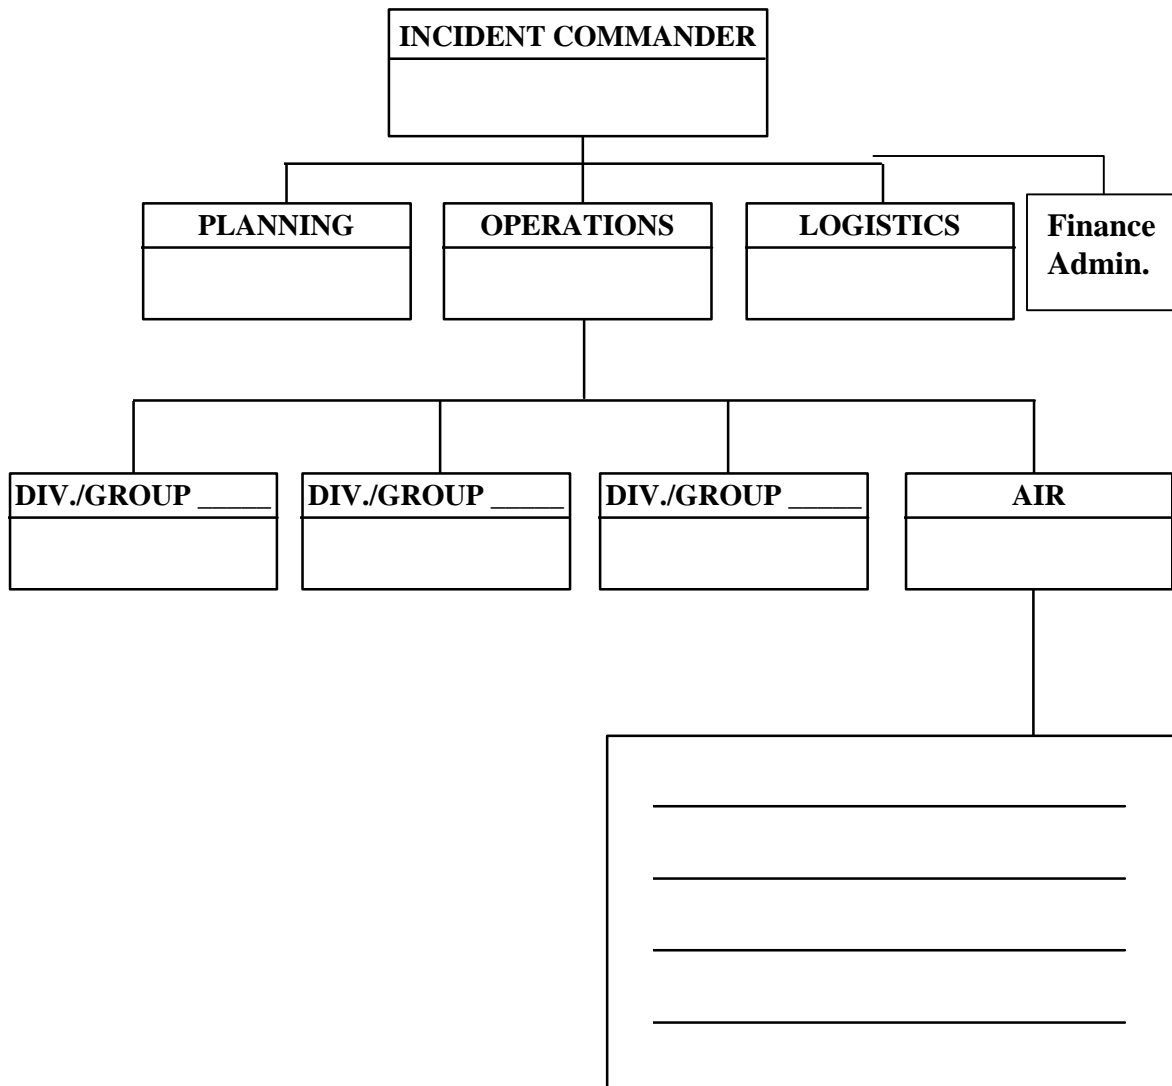 INCIDENT COMMANDER
PLANNING
OPERATIONS
LOGISTICS
Finance
Admin.
DIV./GROUP _____
DIV./GROUP _____
DIV./GROUP _____
AIR